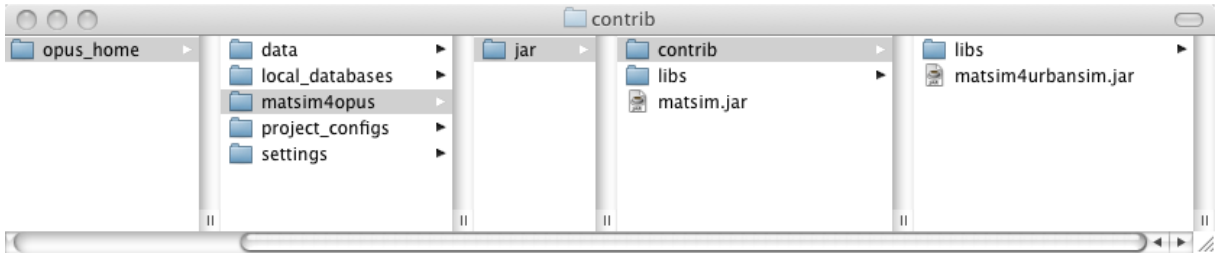 contrib
opus_home
data
local_databases
matsim4opus
project_configs
settings
jar
contrib
libs
matsim.jar
libs
matsim4urbansim.jar